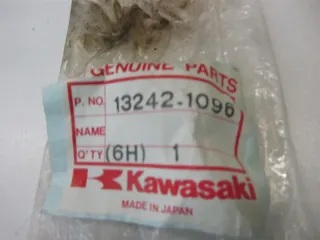 GENUINE PARTS
P. NO. 13242-1096
NAME
Q'TY (6H) 1
Kawasaki
MADE IN JAPAN